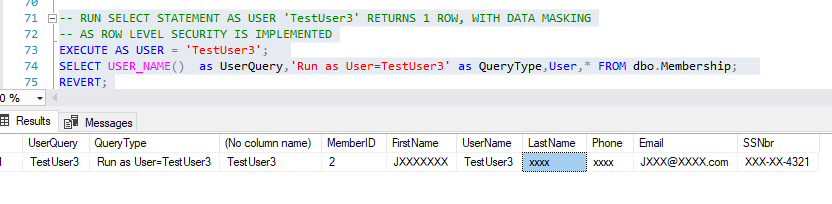 70
71 -- RUN SELECT STATEMENT AS USER 'TestUser3' RETURNS 1 ROW, WITH DATA MASKING
72 -- AS ROW LEVEL SECURITY IS IMPLEMENTED
73 EXECUTE AS USER = 'TestUser3';
74 SELECT USER_NAME()  as UserQuery,'Run as User=TestUser3' as QueryType,User,* FROM dbo.Membership;
75 REVERT;
0 %
Results Messages
UserQuery QueryType (No column name) MemberID FirstName UserName LastName Phone Email SSNbr
1 TestUser3 Run as User=TestUser3 TestUser3 2 JXXXXXXX TestUser3 xxxx xxxx JXXX@XXXX.com XXX-XX-4321